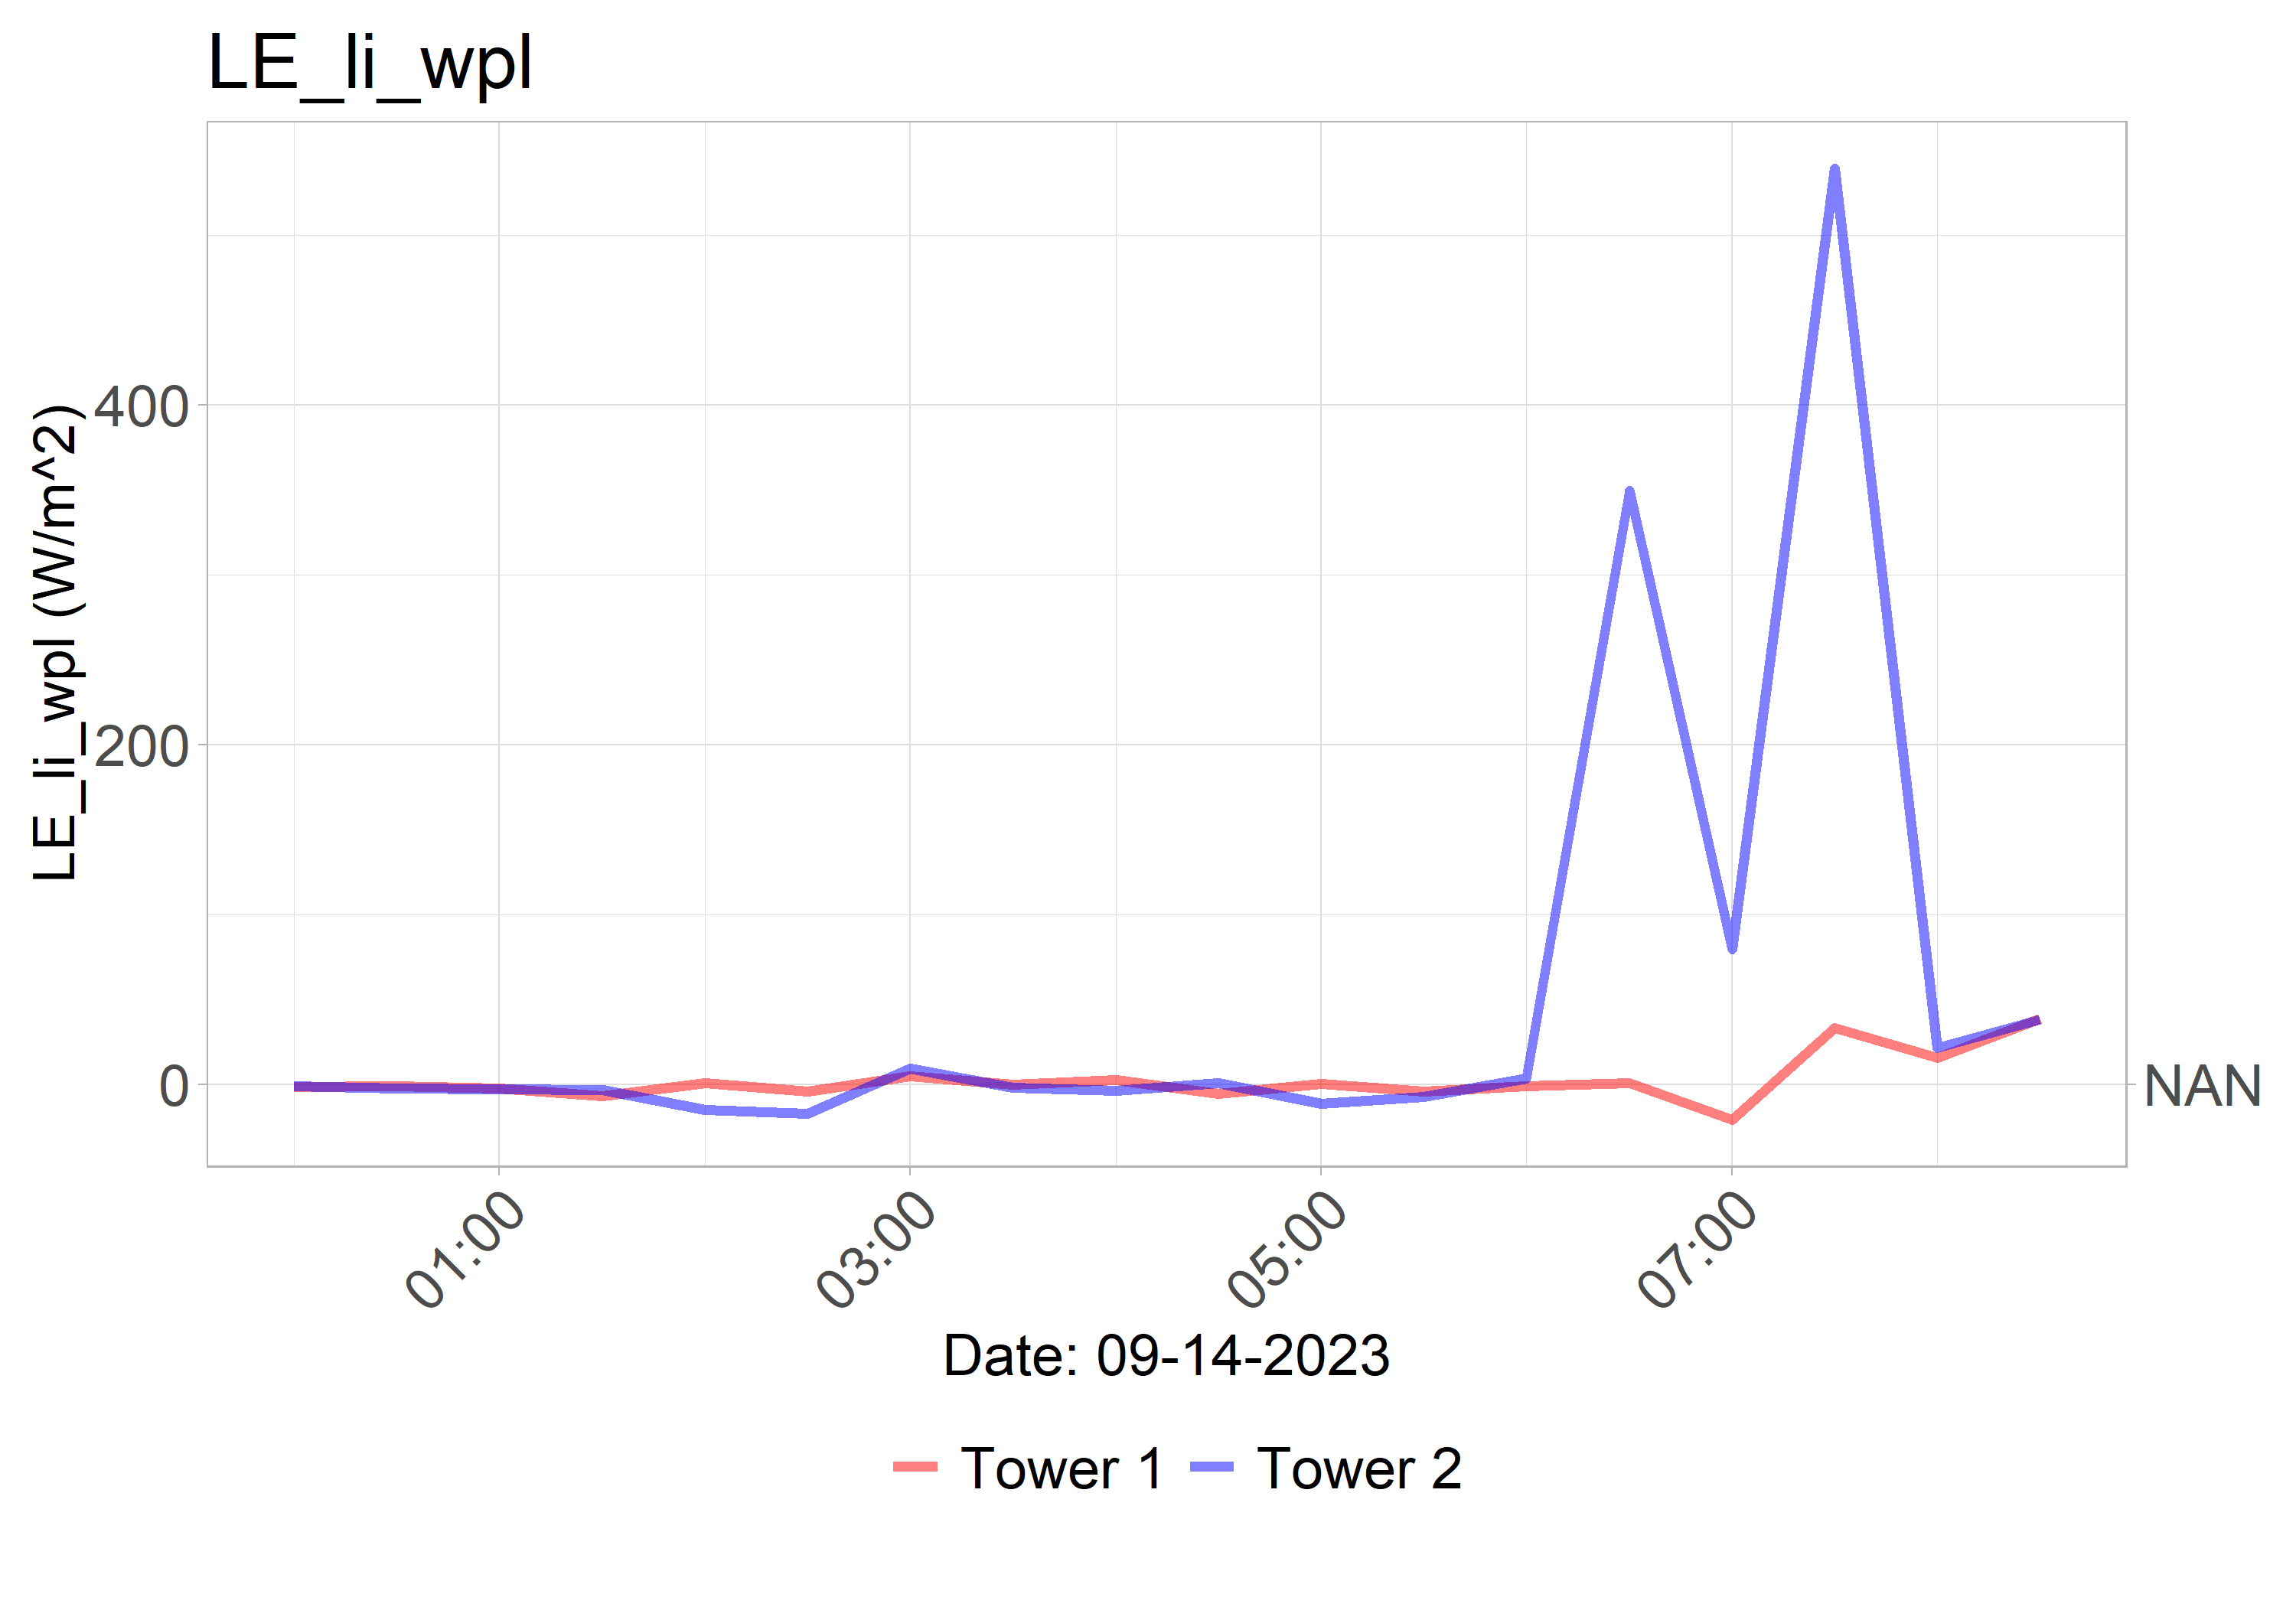 LE_li_wpl
LE_li_wpl (W/m^2)
400
200
0
NAN
01:00
03:00
05:00
07:00
Date: 09-14-2023
Tower 1
Tower 2